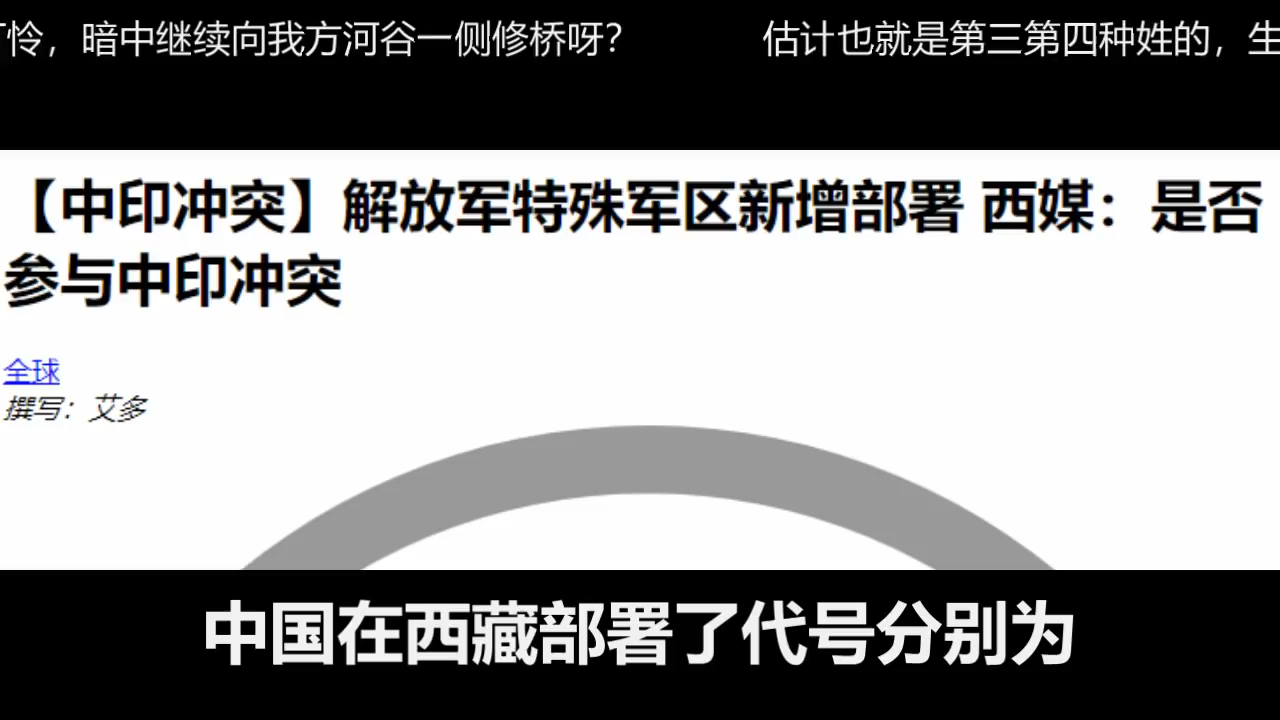 怜，暗中继续向我方河谷一侧修桥呀？ 估计也就是第三第四种姓的，生
【中印冲突】解放军特殊军区新增部署 西媒：是否
参与中印冲突
全球
撰写：艾多
中国在西藏部署了代号分别为